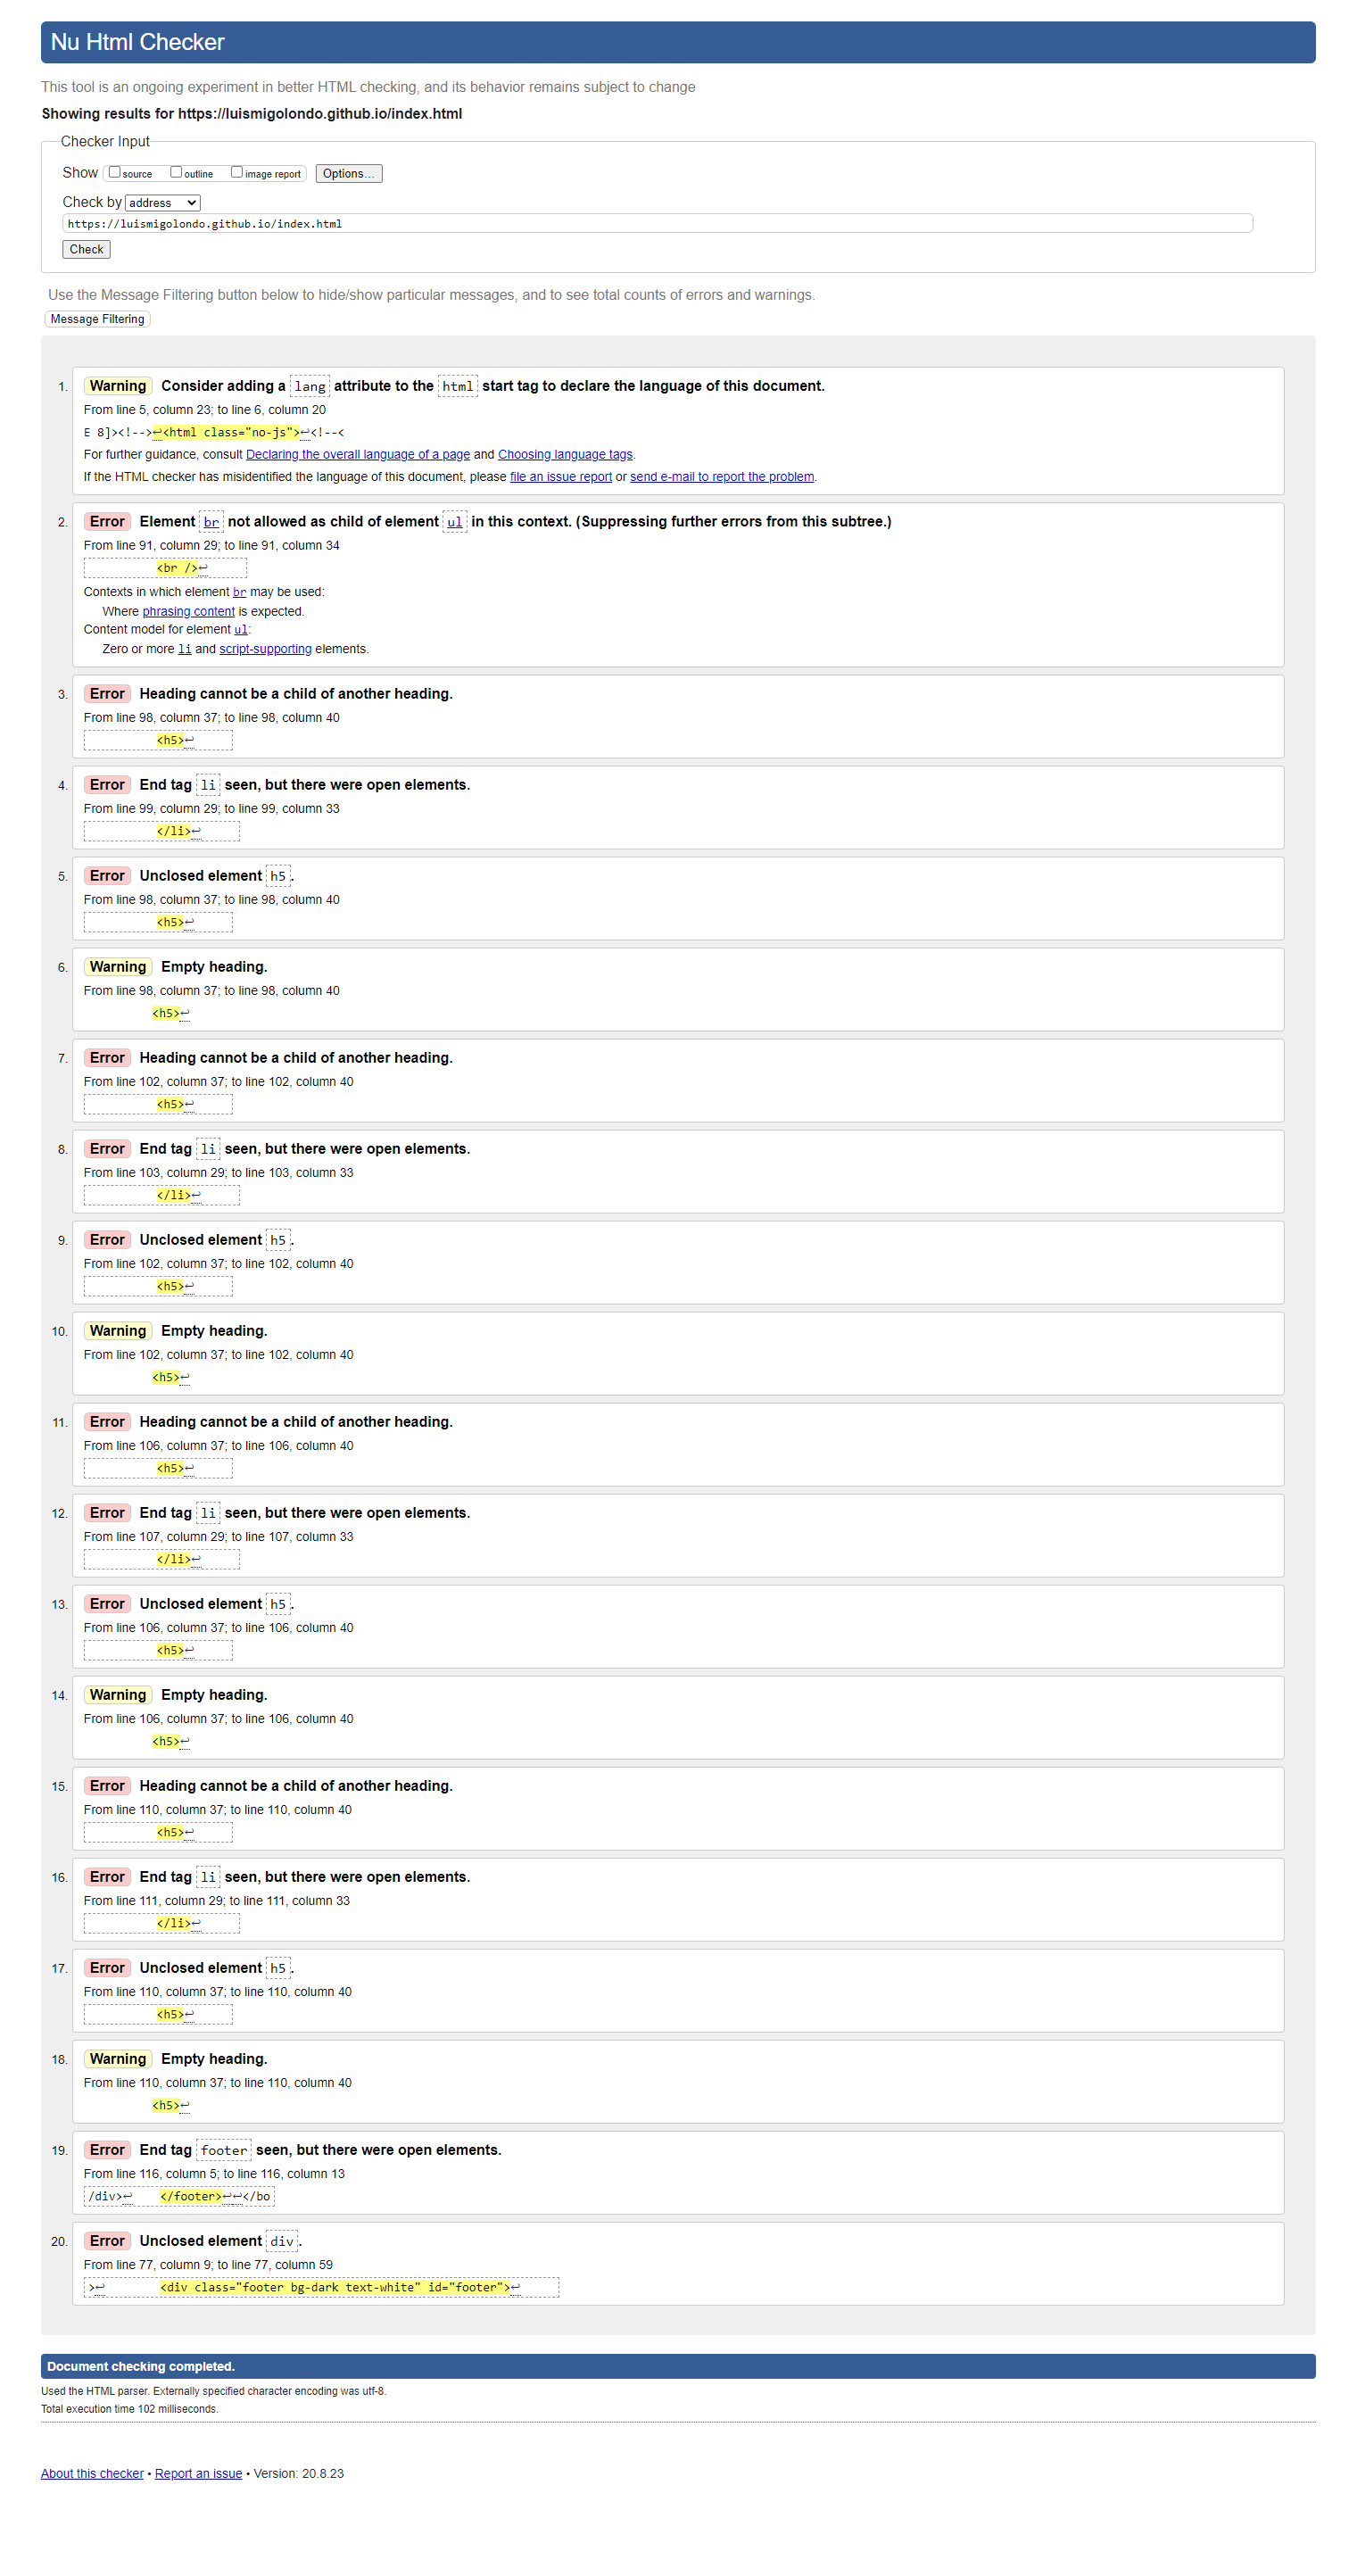 Nu Html Checker
This tool is an ongoing experiment in better HTML checking, and its behavior remains subject to change
Showing results for https://luismigolondo.github.io/index.html
Checker Input
Show source outline image report Options...
Check by address
https://luismigolondo.github.io/index.html
Check
Use the Message Filtering button below to hide/show particular messages, and to see total counts of errors and warnings.
Message Filtering
1. Warning Consider adding a lang attribute to the html start tag to declare the language of this document.
From line 5, column 23; to line 6, column 20
E 8]><!-->↩<html class="no-js">↩<!--<
For further guidance, consult Declaring the overall language of a page and Choosing language tags.
If the HTML checker has misidentified the language of this document, please file an issue report or send e-mail to report the problem.
2. Error Element br not allowed as child of element ul in this context. (Suppressing further errors from this subtree.)
From line 91, column 29; to line 91, column 34
<br />↩
Contexts in which element br may be used:
Where phrasing content is expected.
Content model for element ul:
Zero or more li and script-supporting elements.
3. Error Heading cannot be a child of another heading.
From line 98, column 37; to line 98, column 40
<h5>↩
4. Error End tag li seen, but there were open elements.
From line 99, column 29; to line 99, column 33
</li>↩
5. Error Unclosed element h5.
From line 98, column 37; to line 98, column 40
<h5>↩
6. Warning Empty heading.
From line 98, column 37; to line 98, column 40
<h5>↩
7. Error Heading cannot be a child of another heading.
From line 102, column 37; to line 102, column 40
<h5>↩
8. Error End tag li seen, but there were open elements.
From line 103, column 29; to line 103, column 33
</li>↩
9. Error Unclosed element h5.
From line 102, column 37; to line 102, column 40
<h5>↩
10. Warning Empty heading.
From line 102, column 37; to line 102, column 40
<h5>↩
11. Error Heading cannot be a child of another heading.
From line 106, column 37; to line 106, column 40
<h5>↩
12. Error End tag li seen, but there were open elements.
From line 107, column 29; to line 107, column 33
</li>↩
13. Error Unclosed element h5.
From line 106, column 37; to line 106, column 40
<h5>↩
14. Warning Empty heading.
From line 106, column 37; to line 106, column 40
<h5>↩
15. Error Heading cannot be a child of another heading.
From line 110, column 37; to line 110, column 40
<h5>↩
16. Error End tag li seen, but there were open elements.
From line 111, column 29; to line 111, column 33
</li>↩
17. Error Unclosed element h5.
From line 110, column 37; to line 110, column 40
<h5>↩
18. Warning Empty heading.
From line 110, column 37; to line 110, column 40
<h5>↩
19. Error End tag footer seen, but there were open elements.
From line 116, column 5; to line 116, column 13
/div>↩ </footer>↩↩</bo
20. Error Unclosed element div.
From line 77, column 9; to line 77, column 59
>↩ <div class="footer bg-dark text-white" id="footer">↩
Document checking completed.
Used the HTML parser. Externally specified character encoding was utf-8.
Total execution time 102 milliseconds.
About this checker • Report an issue • Version: 20.8.23